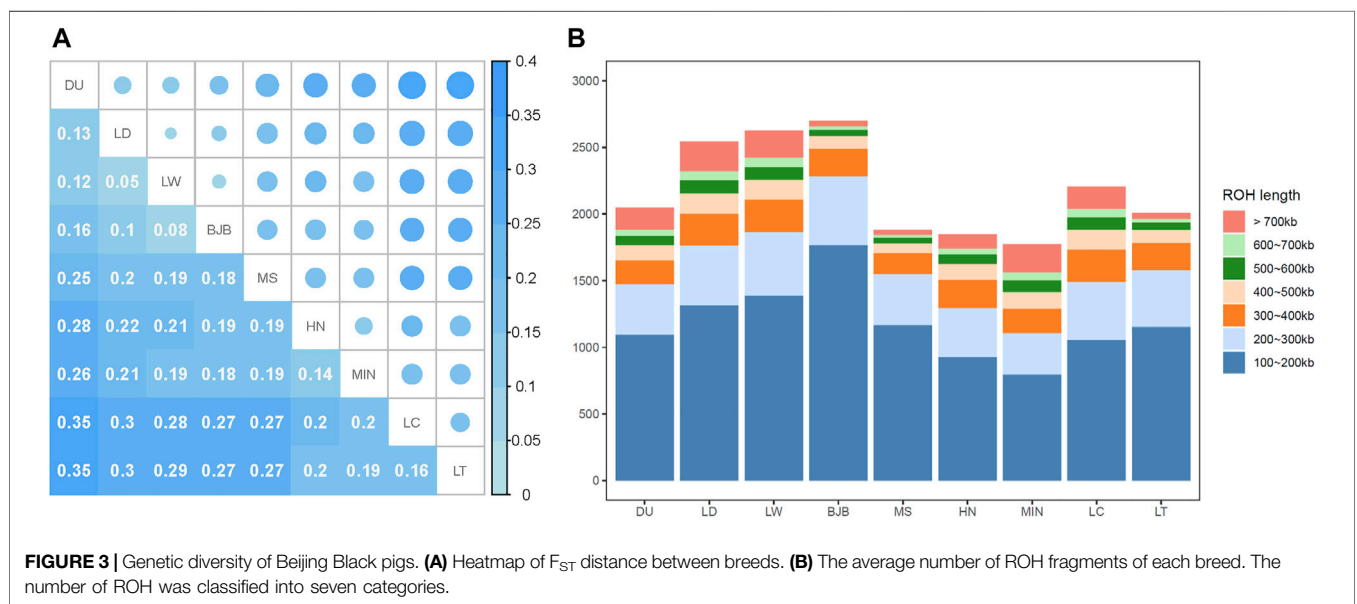 A
DU
0.13 LD
0.12 0.05 LW
0.16 0.1 0.08 BJB
0.25 0.2 0.19 0.18 MS
0.28 0.22 0.21 0.19 0.19 HN
0.26 0.21 0.19 0.18 0.19 0.14 MIN
0.35 0.3 0.28 0.27 0.27 0.2 0.2 LC
0.35 0.3 0.29 0.27 0.27 0.2 0.19 0.16 LT
0.4
0.35
0.3
0.25
0.2
0.15
0.1
0.05
0
B
3000
2500
2000
1500
1000
500
0
DU LD LW BJB MS HN MIN LC LT
ROH length
> 700kb
600~700kb
500~600kb
400~500kb
300~400kb
200~300kb
100~200kb
FIGURE 3 | Genetic diversity of Beijing Black pigs. (A) Heatmap of FST distance between breeds. (B) The average number of ROH fragments of each breed. The
number of ROH was classified into seven categories.